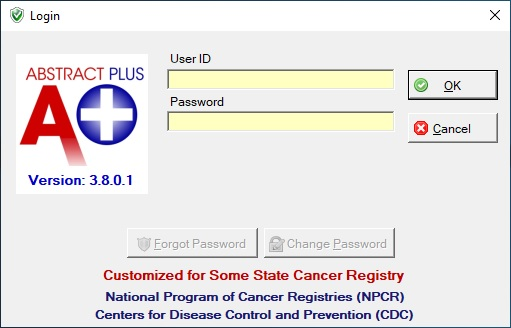 Login
User ID
ABSTRACT PLUS
A+
OK
Password
Cancel
Version: 3.8.0.1
Forgot Password
Change Password
Customized for Some State Cancer Registry
National Program of Cancer Registries (NPCR)
Centers for Disease Control and Prevention (CDC)